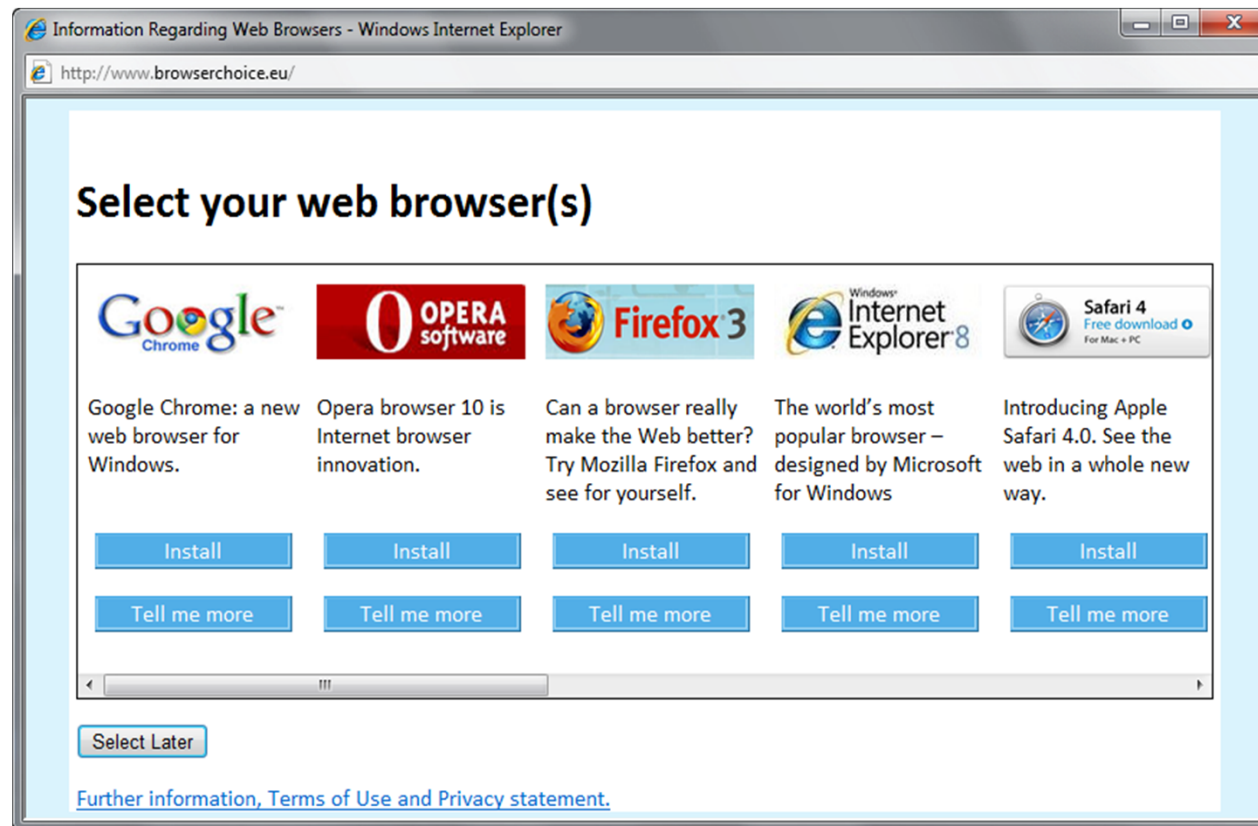 Information Regarding Web Browsers - Windows Internet Explorer
http://www.browserchoice.eu/
Select your web browser(s)
Google™
Chrome
OPERA
software
Firefox 3
Windows®
Internet
Explorer 8
Safari 4
Free download
For Mac + PC
Google Chrome: a new
web browser for
Windows.
Opera browser 10 is
Internet browser
innovation.
Can a browser really
make the Web better?
Try Mozilla Firefox and
see for yourself.
The world’s most
popular browser –
designed by Microsoft
for Windows
Introducing Apple
Safari 4.0. See the
web in a whole new
way.
Install
Install
Install
Install
Install
Tell me more
Tell me more
Tell me more
Tell me more
Tell me more
Select Later
Further information, Terms of Use and Privacy statement.